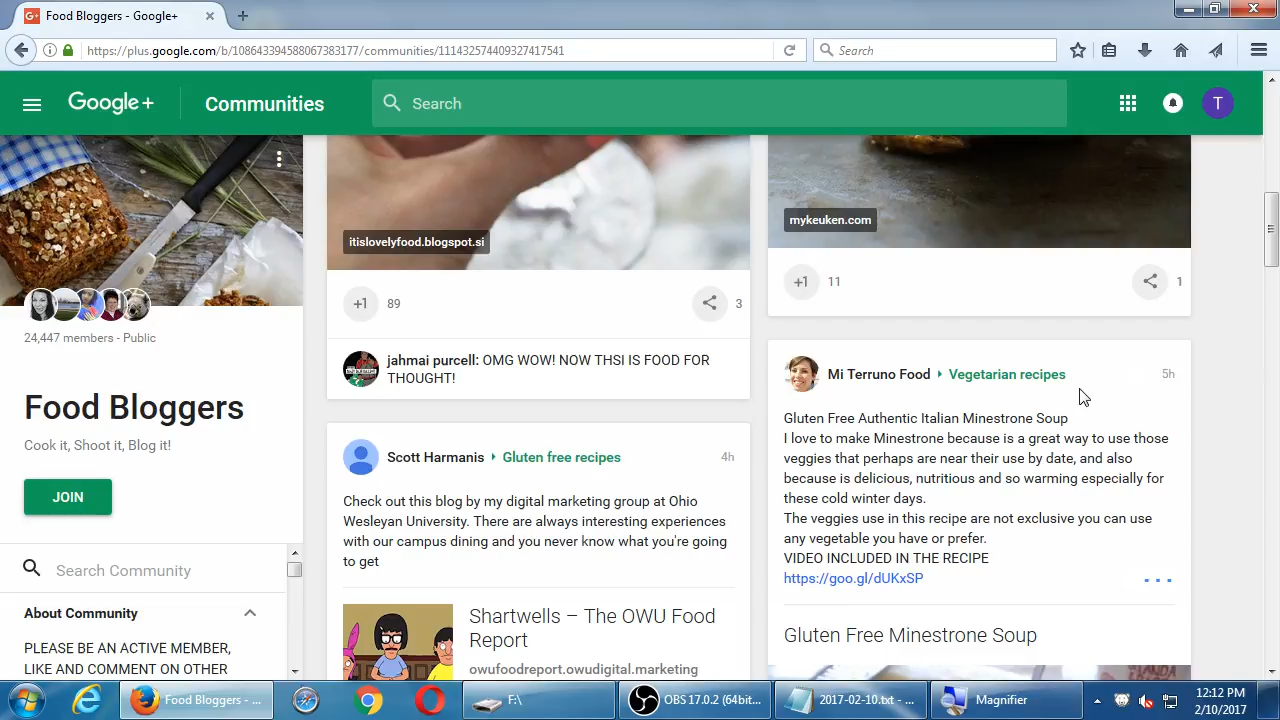 Food Bloggers - Google+
https://plus.google.com/b/108643394588067383177/communities/111432574409327417541
Search
Google+
Communities
Search
24,447 members - Public
Food Bloggers
Cook it, Shoot it, Blog it!
JOIN
Search Community
About Community
PLEASE BE AN ACTIVE MEMBER,
LIKE AND COMMENT ON OTHER
itislovelyfood.blogspot.si
+1
89
3
jahmai purcell: OMG WOW! NOW THSI IS FOOD FOR
THOUGHT!
Scott Harmanis
Gluten free recipes
4h
Check out this blog by my digital marketing group at Ohio
Wesleyan University. There are always interesting experiences
with our campus dining and you never know what you're going
to get
Shartwells – The OWU Food
Report
owufoodreport.owudigital.marketing
mykeuken.com
+1
11
1
Mi Terruno Food
Vegetarian recipes
5h
Gluten Free Authentic Italian Minestrone Soup
I love to make Minestrone because is a great way to use those
veggies that perhaps are near their use by date, and also
because is delicious, nutritious and so warming especially for
these cold winter days.
The veggies use in this recipe are not exclusive you can use
any vegetable you have or prefer.
VIDEO INCLUDED IN THE RECIPE
https://goo.gl/dUKxSP
Gluten Free Minestrone Soup
T
Food Bloggers - ...
F:\
OBS 17.0.2 (64bit...
2017-02-10.txt - ...
Magnifier
12:12 PM
2/10/2017